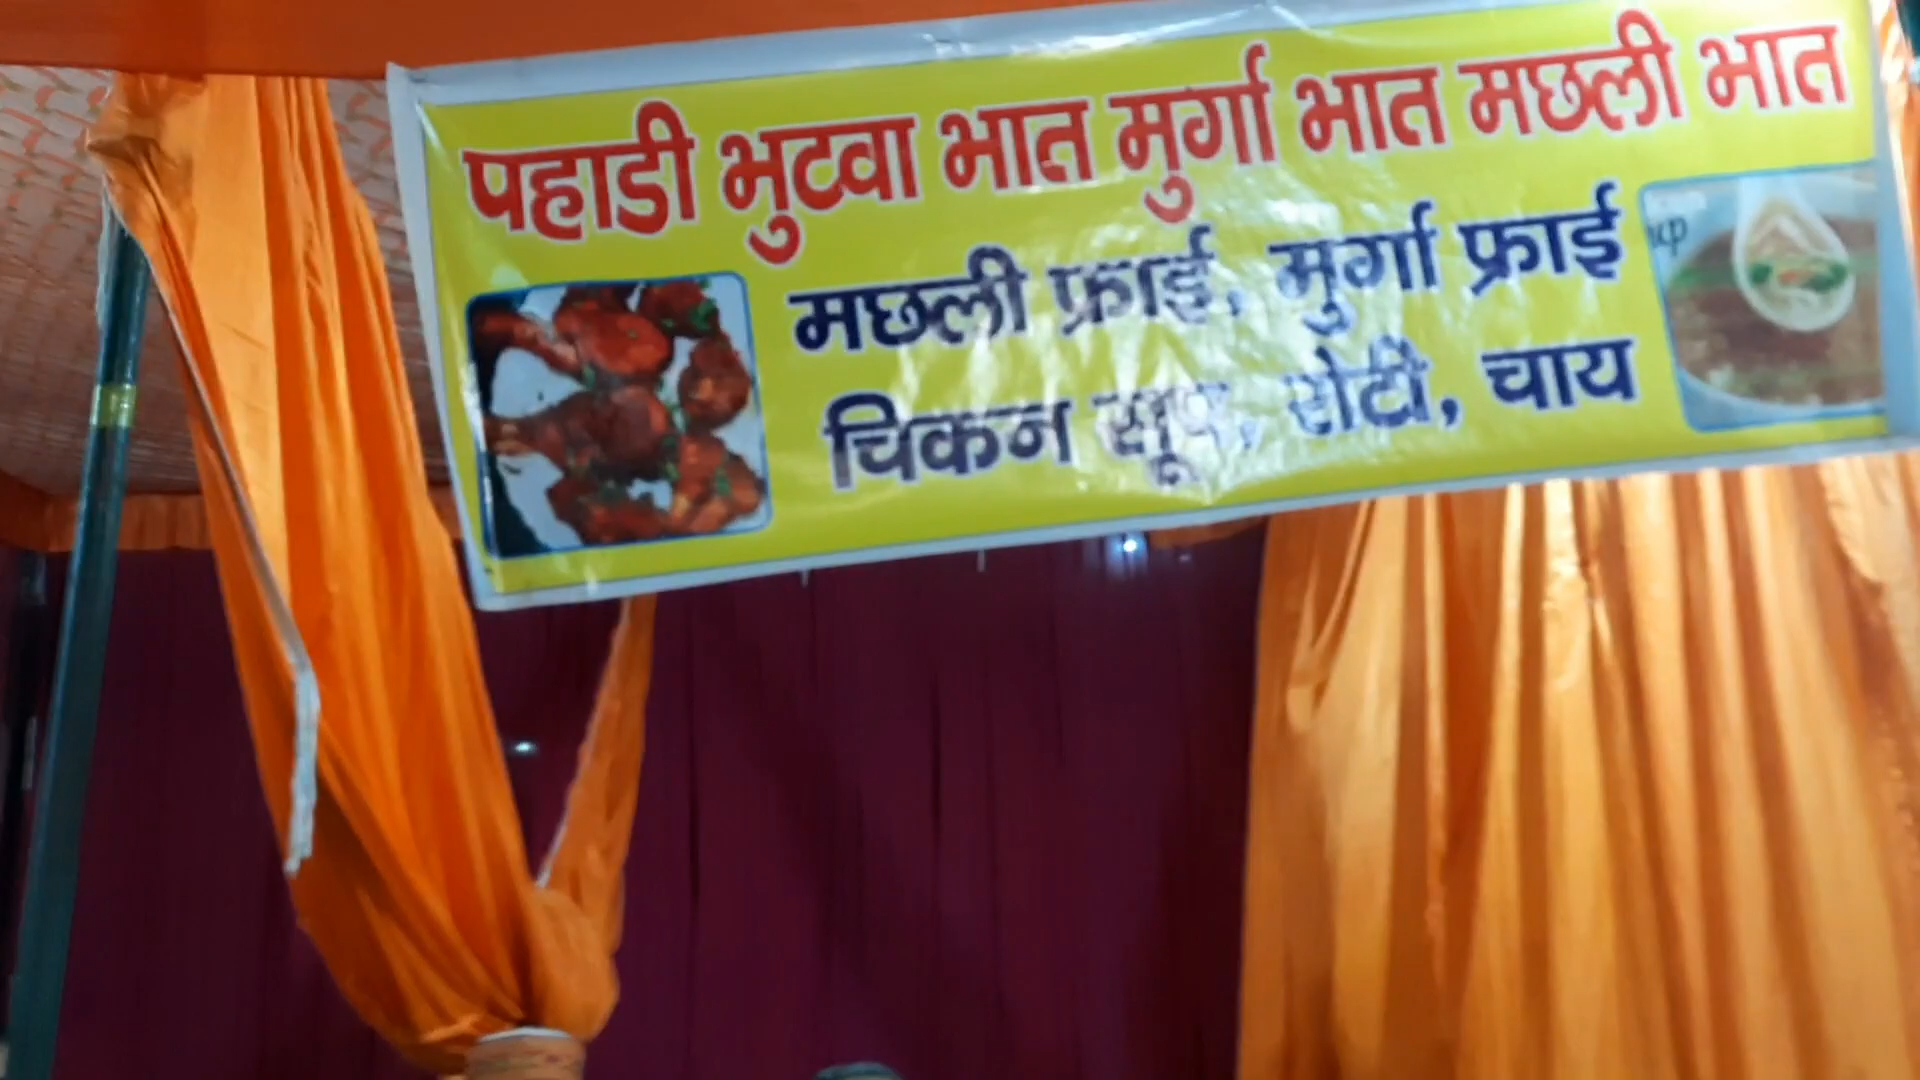 पहाडी भुटवा भात मुर्गा भात मछली भात
मछली फ्राई, मुर्गा फ्राई
चिकन सूप, रोटी, चाय